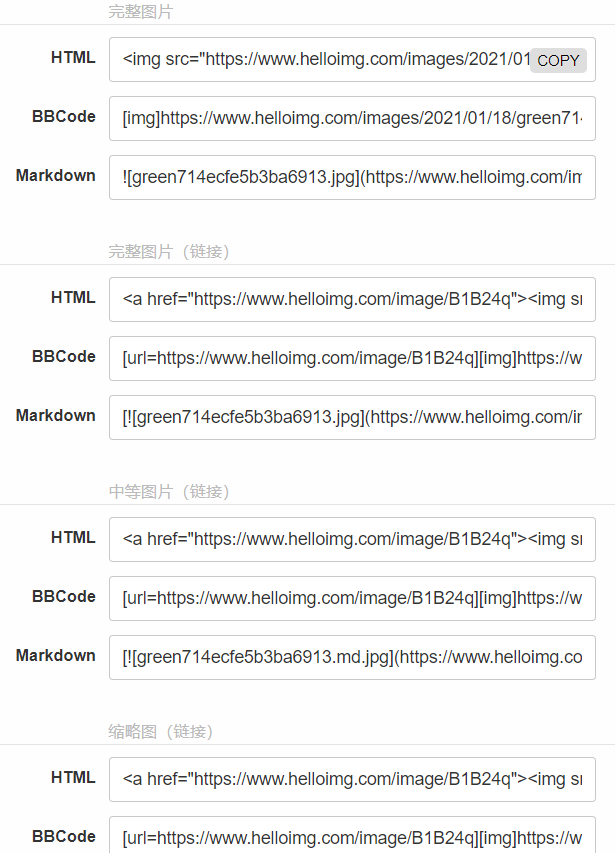 完整图片
HTML
<img src="https://www.helloimg.com/images/2021/01
COPY
BBCode
[img]https://www.helloimg.com/images/2021/01/18/green71
Markdown
![green714ecfe5b3ba6913.jpg](https://www.helloimg.com/im
完整图片（链接）
HTML
<a href="https://www.helloimg.com/image/B1B24q"><img sr
BBCode
[url=https://www.helloimg.com/image/B1B24q][img]https://w
Markdown
[![green714ecfe5b3ba6913.jpg](https://www.helloimg.com/ir
中等图片（链接）
HTML
<a href="https://www.helloimg.com/image/B1B24q"><img sr
BBCode
[url=https://www.helloimg.com/image/B1B24q][img]https://w
Markdown
[![green714ecfe5b3ba6913.md.jpg](https://www.helloimg.co
缩略图（链接）
HTML
<a href="https://www.helloimg.com/image/B1B24q"><img sr
BBCode
[url=https://www.helloimg.com/image/B1B24q][img]https://w